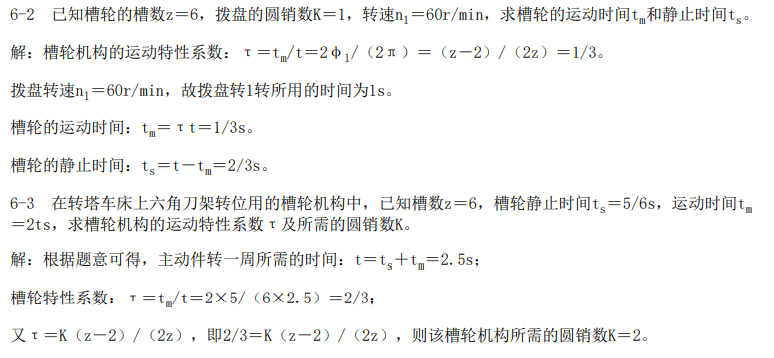 6-2 已知槽轮的槽数z＝6，拨盘的圆销数K＝1，转速n₁＝60r/min，求槽轮的运动时间tₘ和静止时间tₛ。
解：槽轮机构的运动特性系数：τ＝tₘ/t＝2φ₁/（2π）＝（z－2）/（2z）＝1/3。
拨盘转速n₁＝60r/min，故拨盘转1转所用的时间为1s。
槽轮的运动时间：tₘ＝τt＝1/3s。
槽轮的静止时间：tₛ＝t－tₘ＝2/3s。
6-3 在转塔车床上六角刀架转位用的槽轮机构中，已知槽数z＝6，槽轮静止时间tₛ＝5/6s，运动时间tₘ
＝2ts，求槽轮机构的运动特性系数τ及所需的圆销数K。
解：根据题意可得，主动件转一周所需的时间：t＝tₛ＋tₘ＝2.5s；
槽轮特性系数：τ＝tₘ/t＝2×5/（6×2.5）＝2/3；
又τ＝K（z－2）/（2z），即2/3＝K（z－2）/（2z），则该槽轮机构所需的圆销数K＝2。